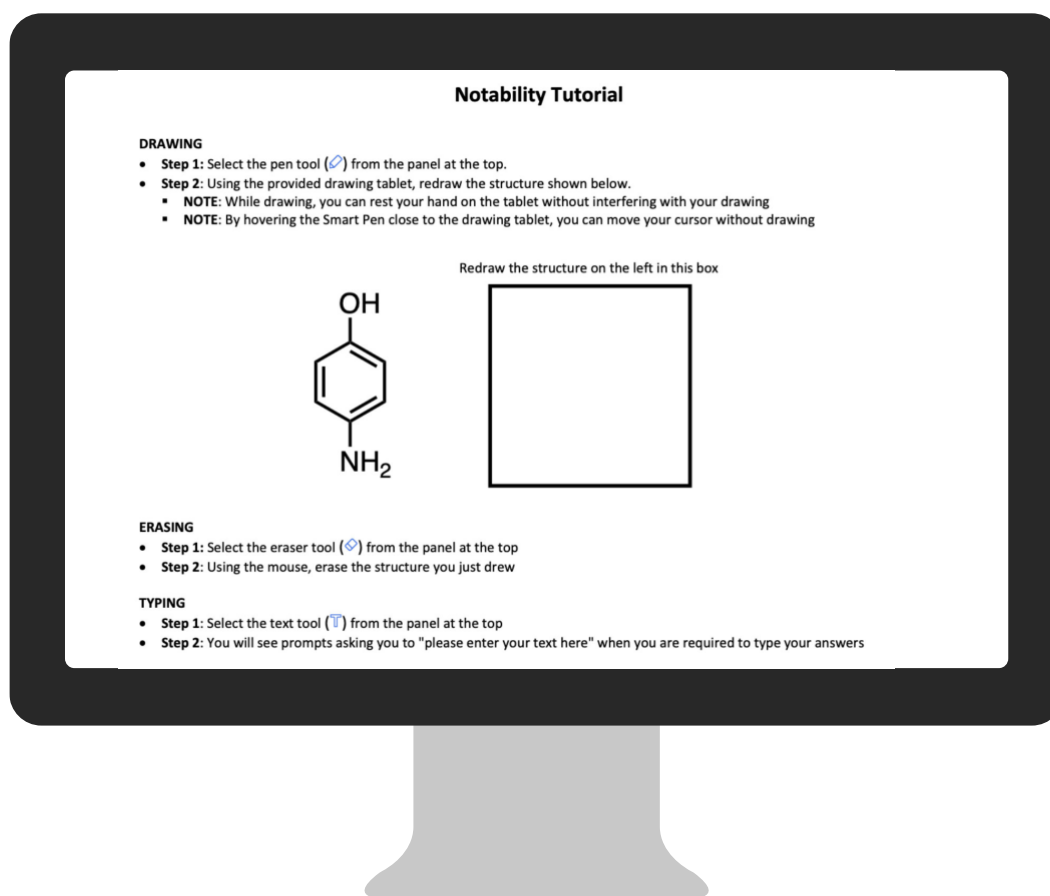 Notability Tutorial
DRAWING
• Step 1: Select the pen tool () from the panel at the top.
• Step 2: Using the provided drawing tablet, redraw the structure shown below.
▪ NOTE: While drawing, you can rest your hand on the tablet without interfering with your drawing
▪ NOTE: By hovering the Smart Pen close to the drawing tablet, you can move your cursor without drawing
Redraw the structure on the left in this box
OH
NH₂
ERASING
• Step 1: Select the eraser tool () from the panel at the top
• Step 2: Using the mouse, erase the structure you just drew
TYPING
• Step 1: Select the text tool (T) from the panel at the top
• Step 2: You will see prompts asking you to "please enter your text here" when you are required to type your answers